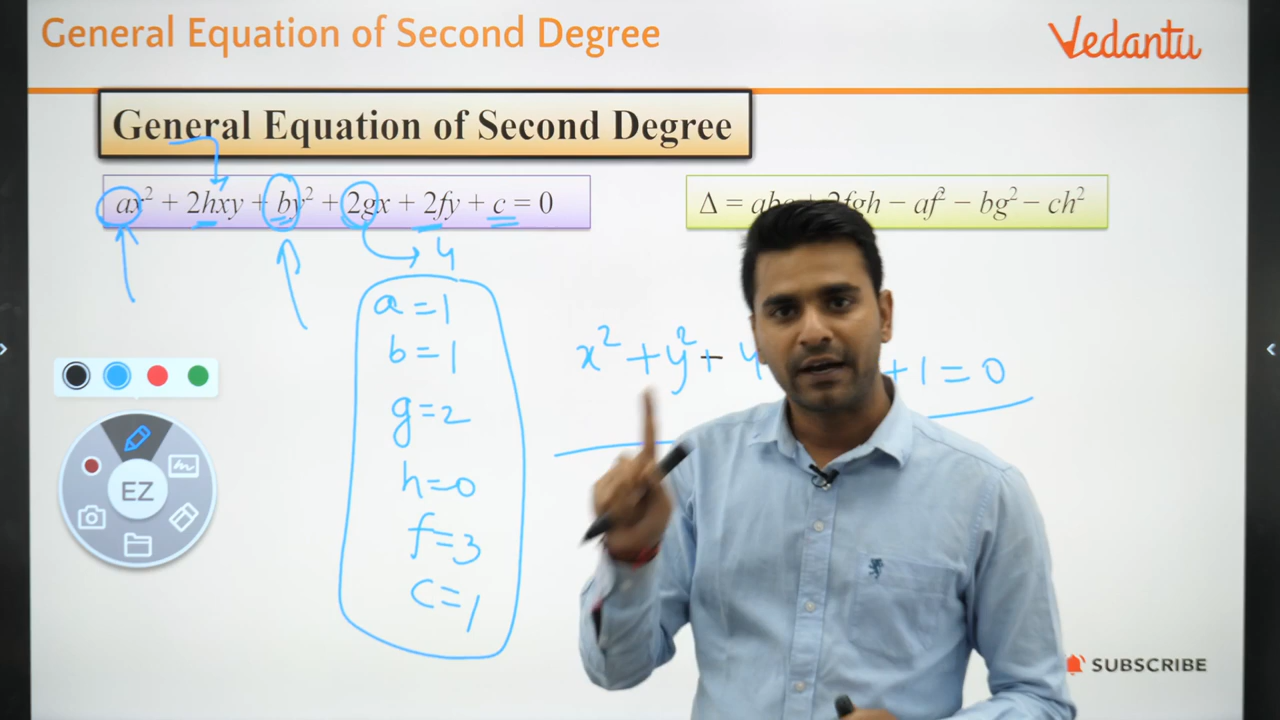 General Equation of Second Degree
Vedantu
General Equation of Second Degree
ax² + 2hxy + by² + 2gx + 2fy + c = 0
Δ = abc + 2fgh − af² − bg² − ch²
4
a = 1
b = 1
g = 2
h = 0
f = 3
c = 1
x² + y² + 4 + 1 = 0
EZ
SUBSCRIBE